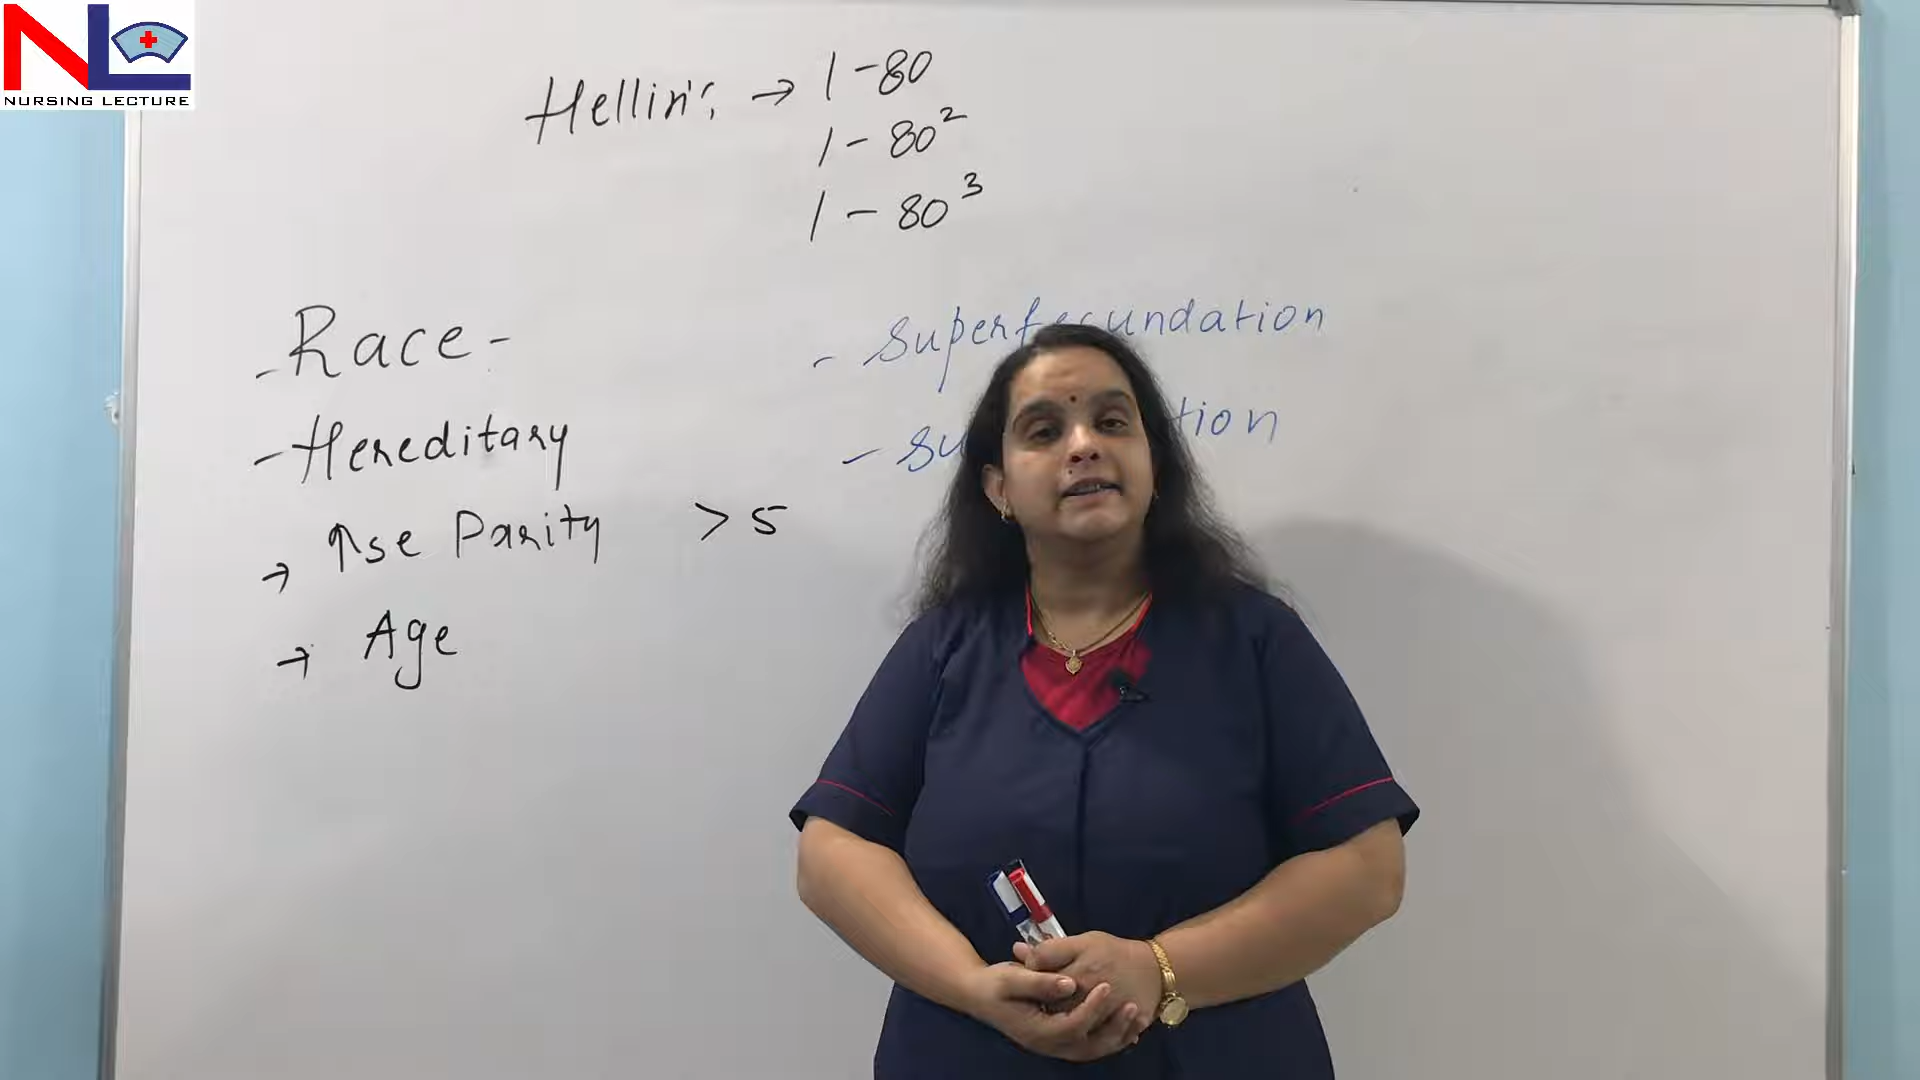 NL
NURSING LECTURE
Hellin's → 1-80
1-80²
1-80³
- Race -
- Hereditary
→ ↑se Parity >5
→ Age
- Superfecundation
-